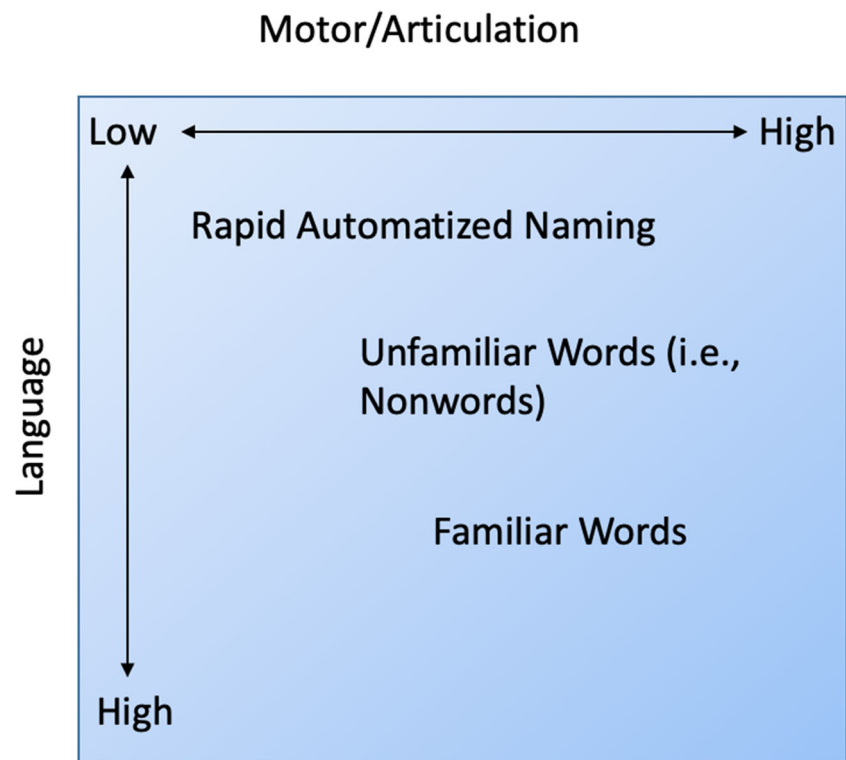 Motor/Articulation
Low
High
Rapid Automatized Naming
Unfamiliar Words (i.e.,
Nonwords)
Language
Familiar Words
High